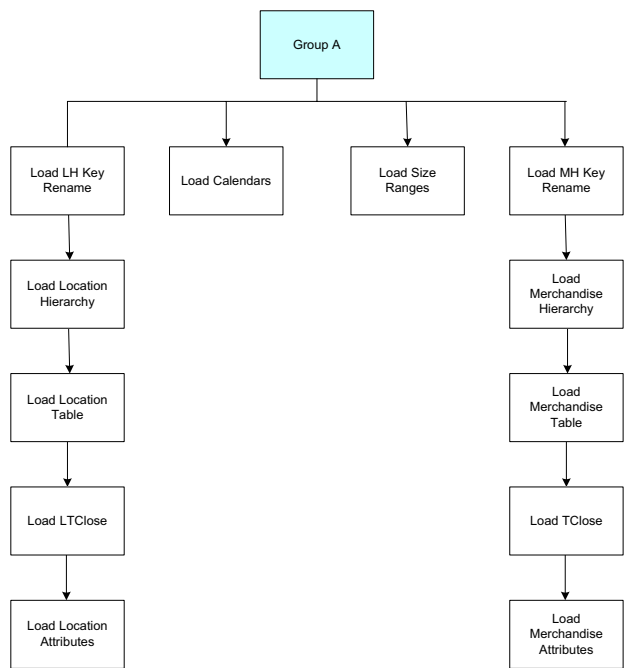 Group A
Load LH Key
Rename
Load Calendars
Load Size
Ranges
Load MH Key
Rename
Load Location
Hierarchy
Load
Merchandise
Hierarchy
Load Location
Table
Load
Merchandise
Table
Load LTClose
Load TClose
Load Location
Attributes
Load
Merchandise
Attributes